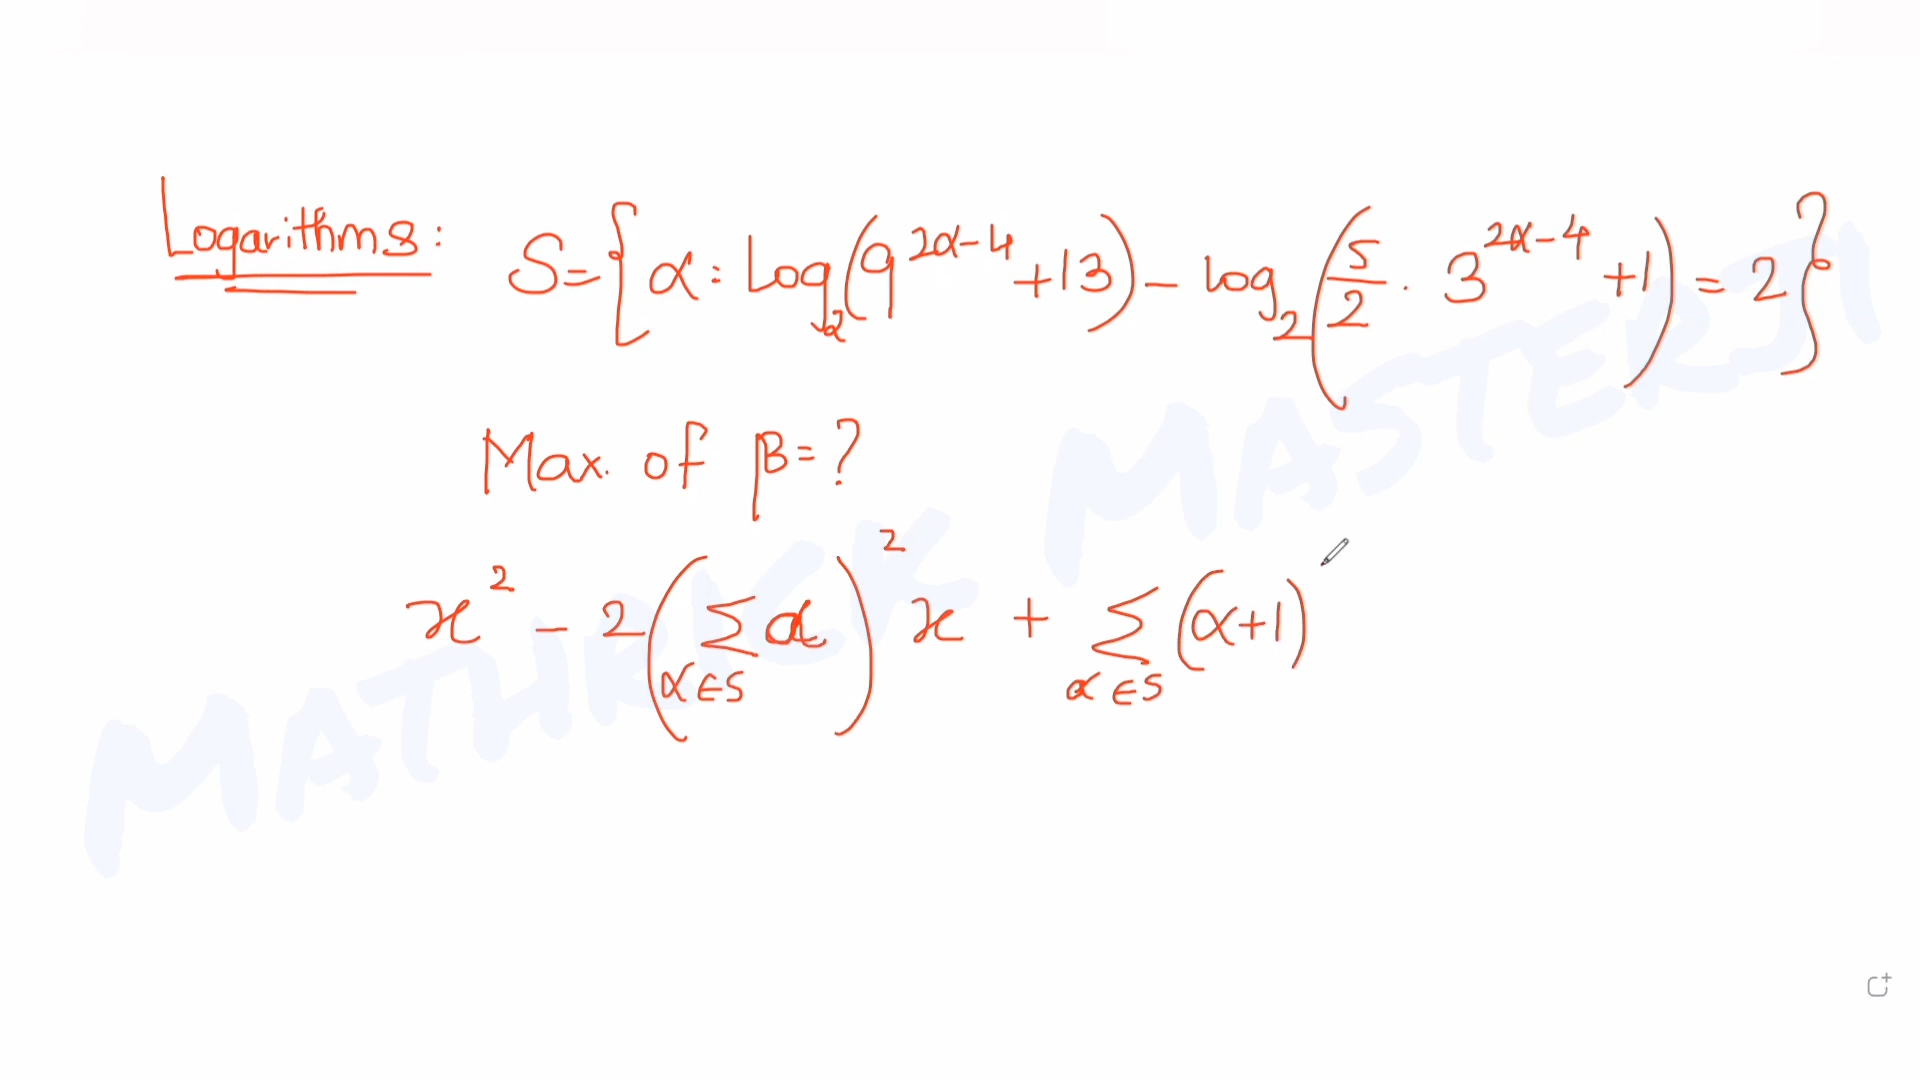 Logarithms: S={α: Log₂(9^(2α-4)+13) - log₂(5/2 . 3^(2α-4) +1) = 2}
Max. of β=?
x² - 2(∑_(α∈S) α)² x + ∑_(α∈S) (α+1)
MATHRICK MASTERJI